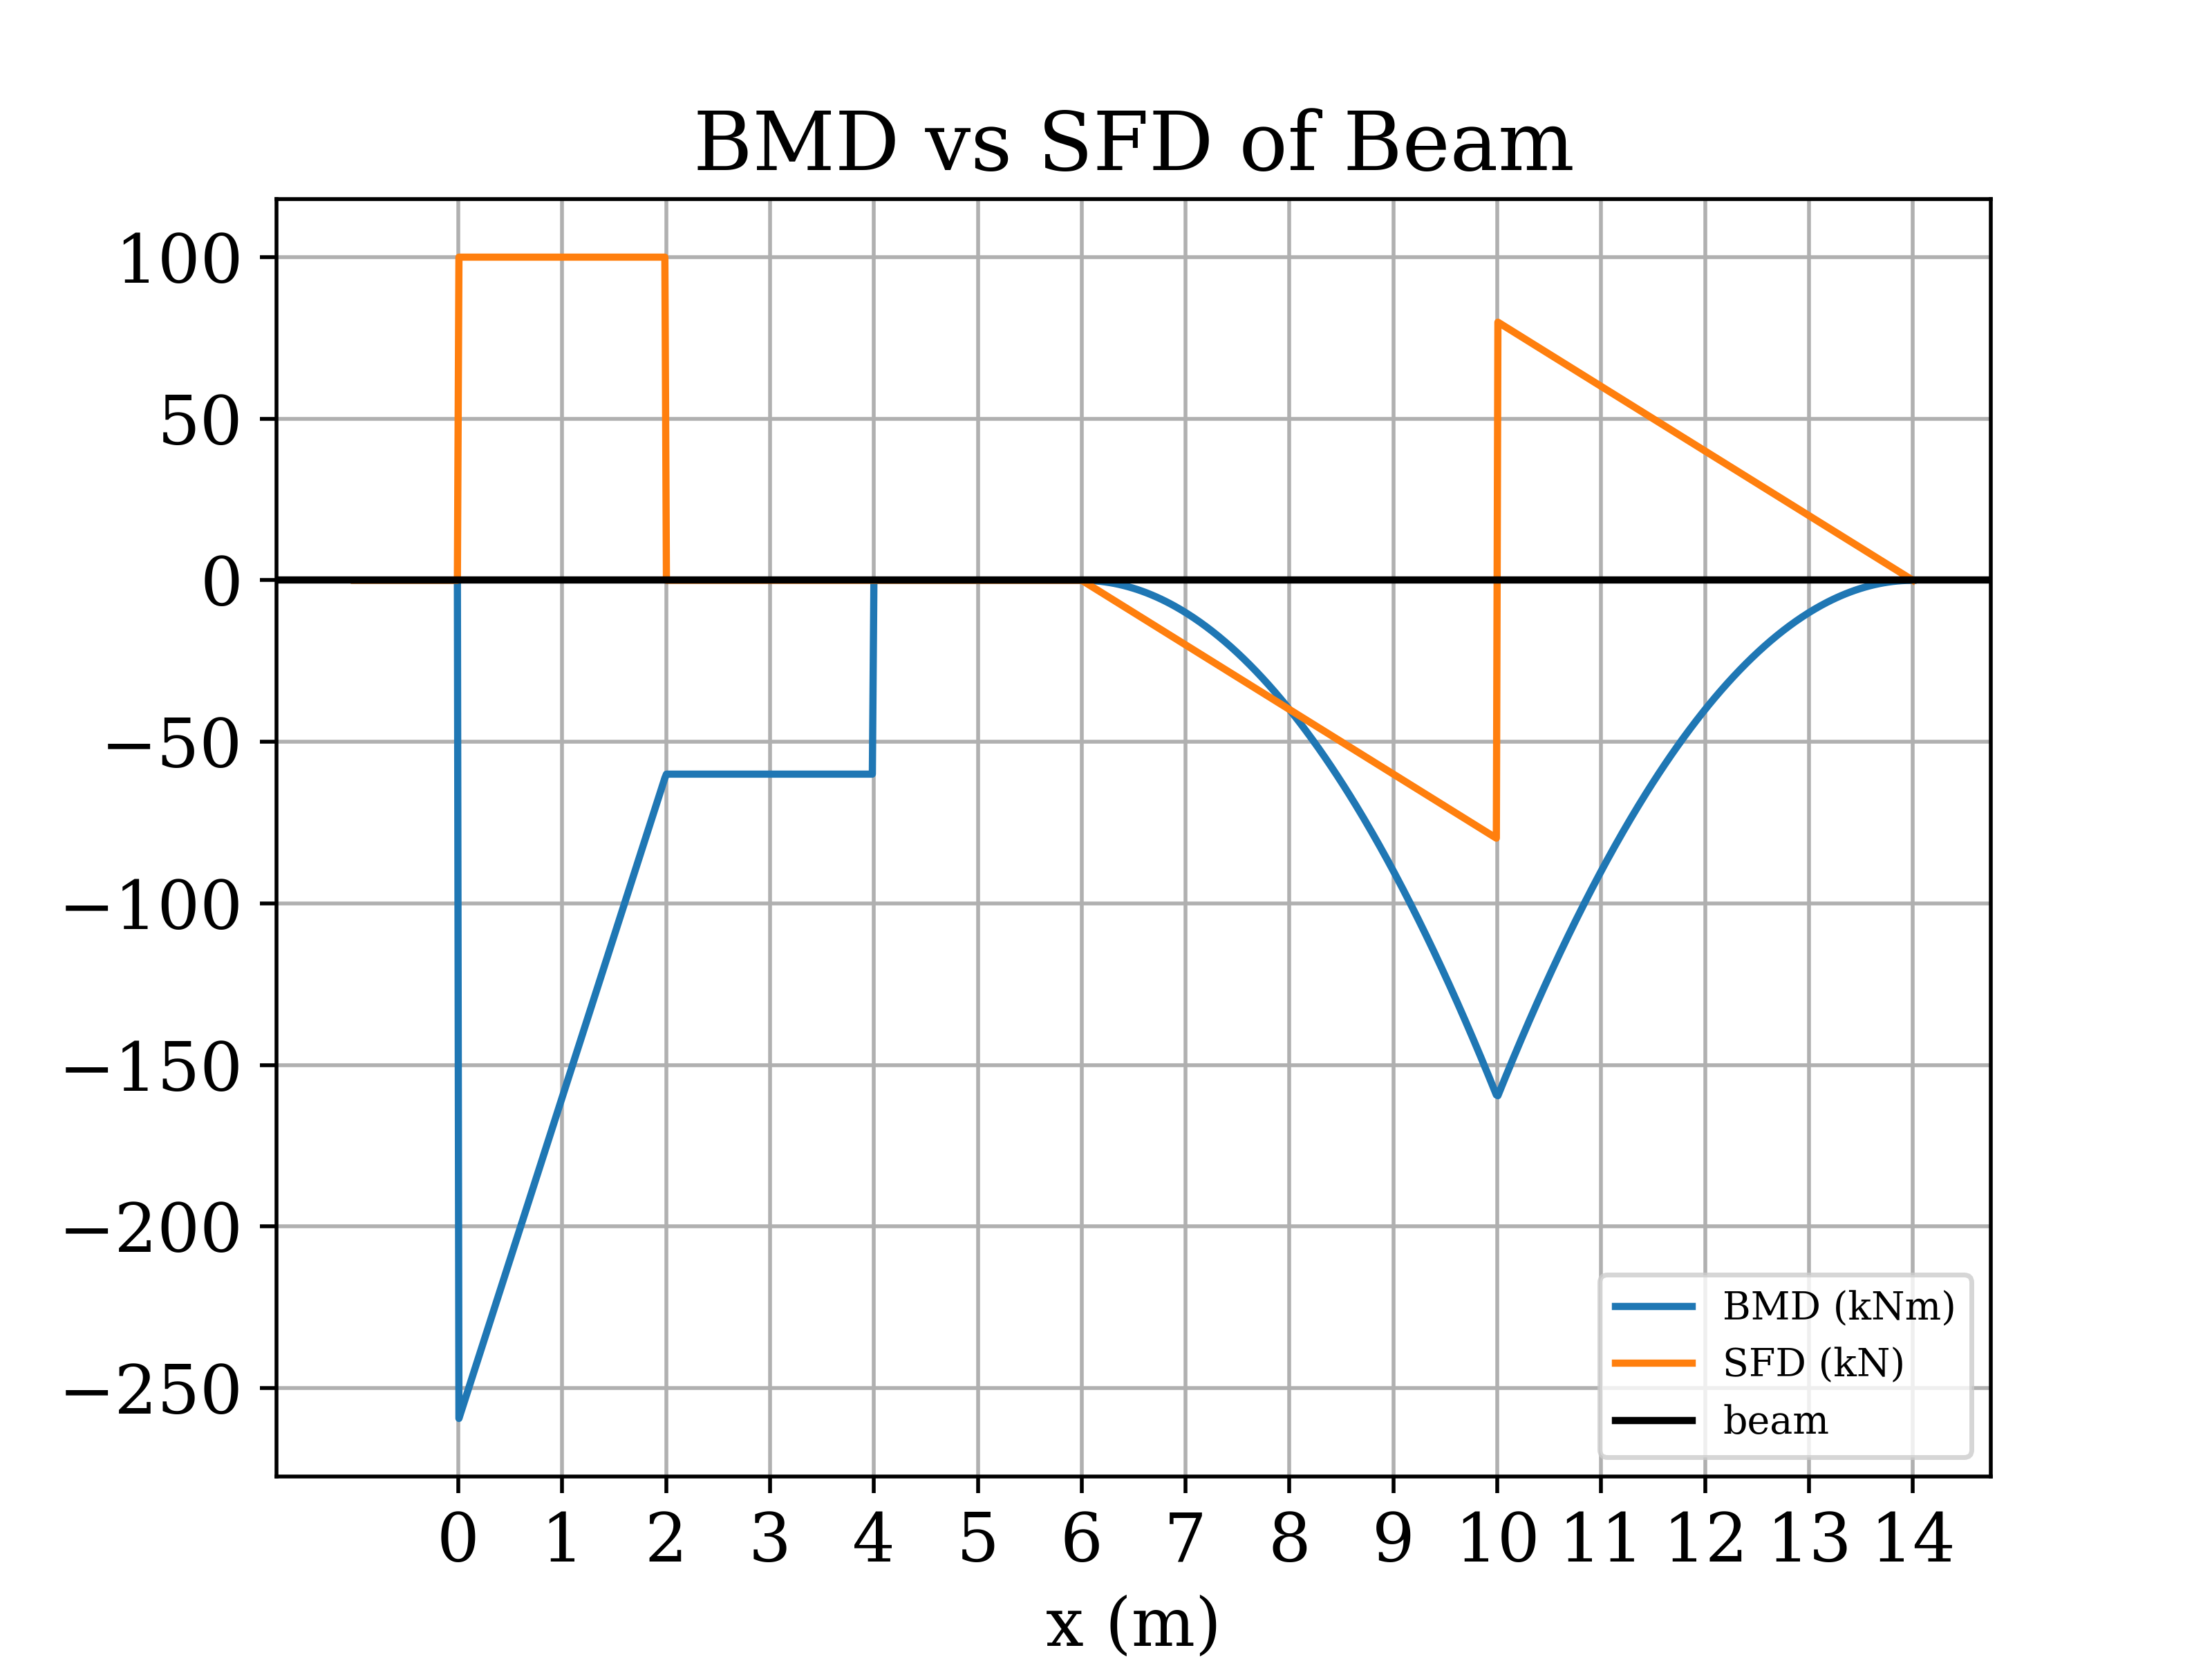 BMD vs SFD of Beam
100
50
0
−50
−100
−150
−200
−250
BMD (kNm)
SFD (kN)
beam
0 1 2 3 4 5 6 7 8 9 10 11 12 13 14
x (m)